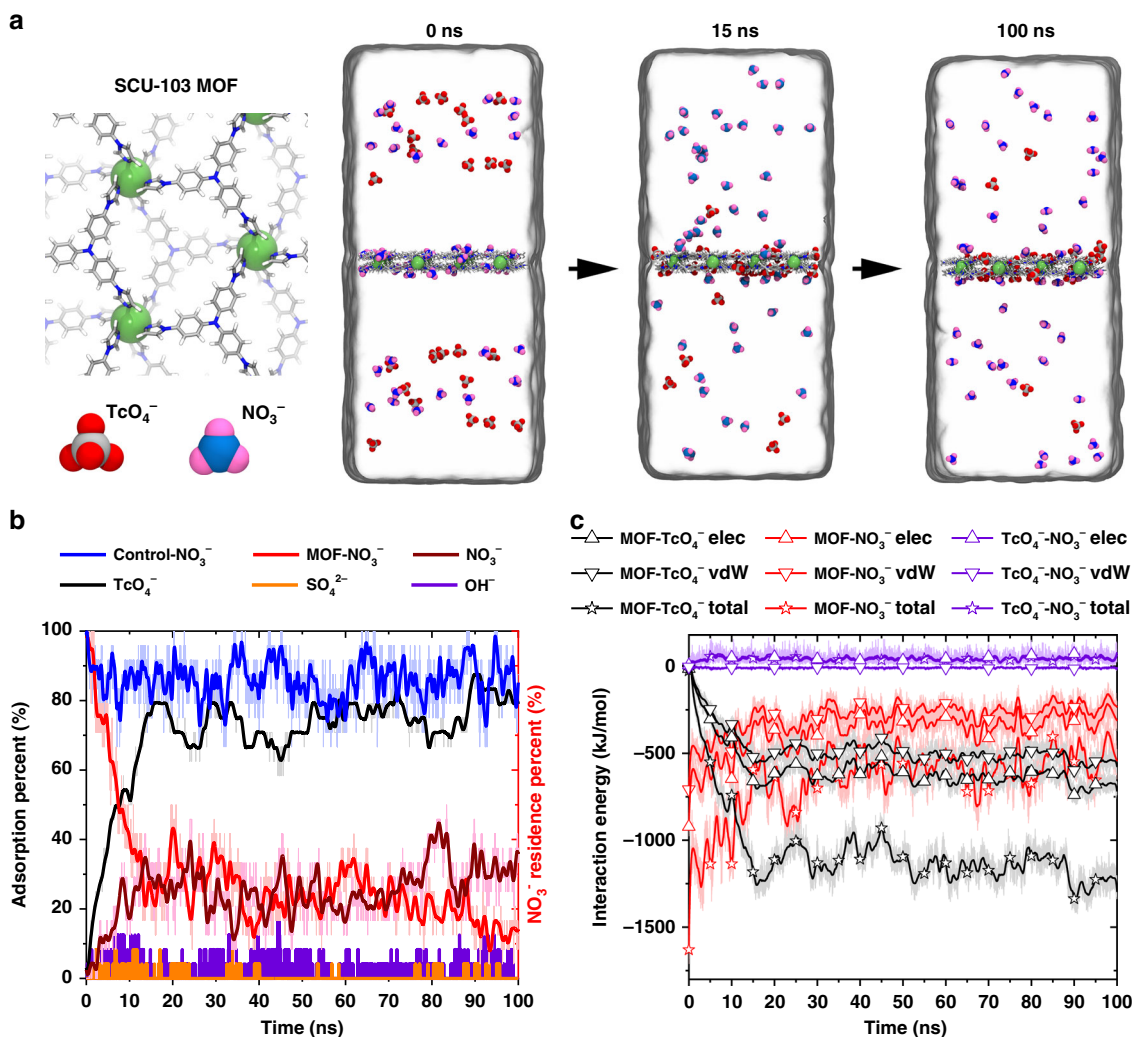 a
0 ns
15 ns
100 ns
SCU-103 MOF
TcO₄⁻
NO₃⁻
b
Control-NO₃⁻
MOF-NO₃⁻
NO₃⁻
TcO₄⁻
SO₄²⁻
OH⁻
Adsorption percent (%)
100
80
60
40
20
0
0 10 20 30 40 50 60 70 80 90 100
Time (ns)
NO₃⁻ residence percent (%)
c
MOF-TcO₄⁻ elec
MOF-NO₃⁻ elec
TcO₄⁻-NO₃⁻ elec
MOF-TcO₄⁻ vdW
MOF-NO₃⁻ vdW
TcO₄⁻-NO₃⁻ vdW
MOF-TcO₄⁻ total
MOF-NO₃⁻ total
TcO₄⁻-NO₃⁻ total
Interaction energy (kJ/mol)
0
−500
−1000
−1500
0 10 20 30 40 50 60 70 80 90 100
Time (ns)